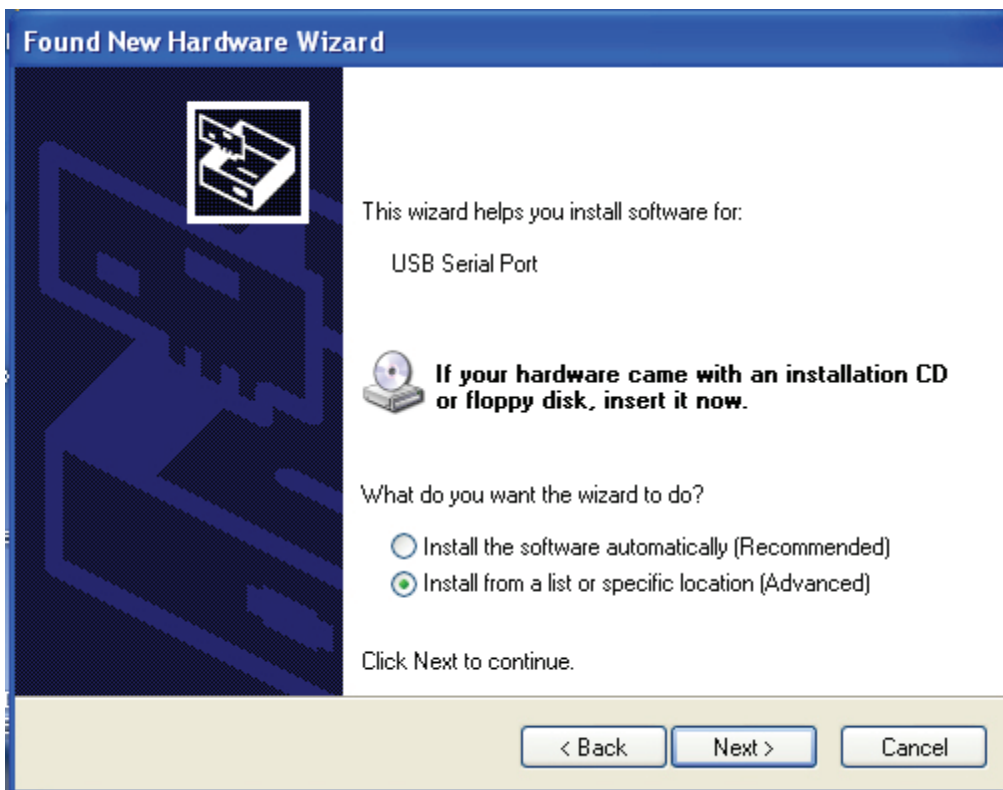 Found New Hardware Wizard
This wizard helps you install software for:
USB Serial Port
If your hardware came with an installation CD
or floppy disk, insert it now.
What do you want the wizard to do?
Install the software automatically (Recommended)
Install from a list or specific location (Advanced)
Click Next to continue.
< Back
Next >
Cancel